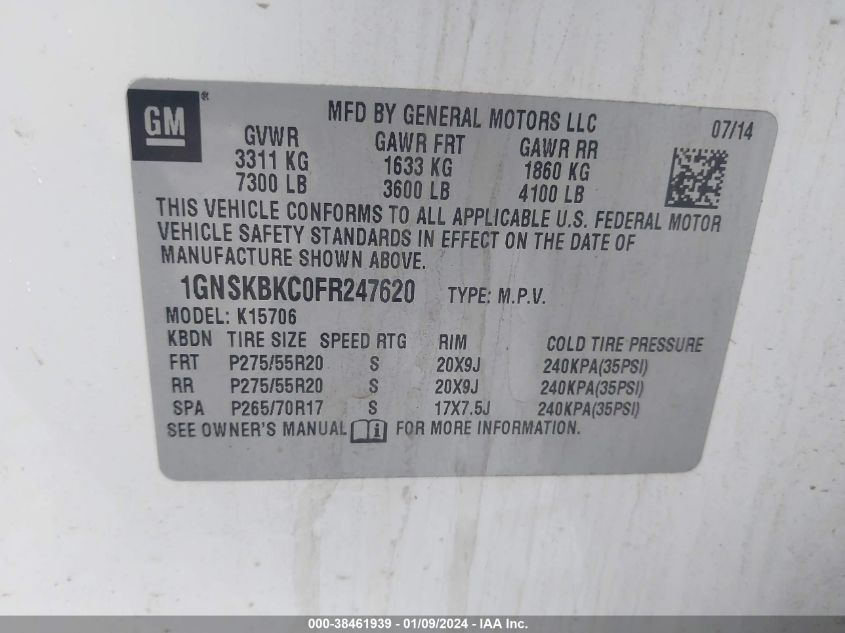 GM
MFD BY GENERAL MOTORS LLC 07/14
GVWR GAWR FRT GAWR RR
3311 KG 1633 KG 1860 KG
7300 LB 3600 LB 4100 LB
THIS VEHICLE CONFORMS TO ALL APPLICABLE U.S. FEDERAL MOTOR
VEHICLE SAFETY STANDARDS IN EFFECT ON THE DATE OF
MANUFACTURE SHOWN ABOVE.
1GNSKBKC0FR247620 TYPE: M.P.V.
MODEL: K15706
KBDN TIRE SIZE SPEED RTG RIM COLD TIRE PRESSURE
FRT P275/55R20 S 20X9J 240KPA(35PSI)
RR P275/55R20 S 20X9J 240KPA(35PSI)
SPA P265/70R17 S 17X7.5J 240KPA(35PSI)
SEE OWNER'S MANUAL i FOR MORE INFORMATION.
000-38461939 - 01/09/2024 - IAA Inc.